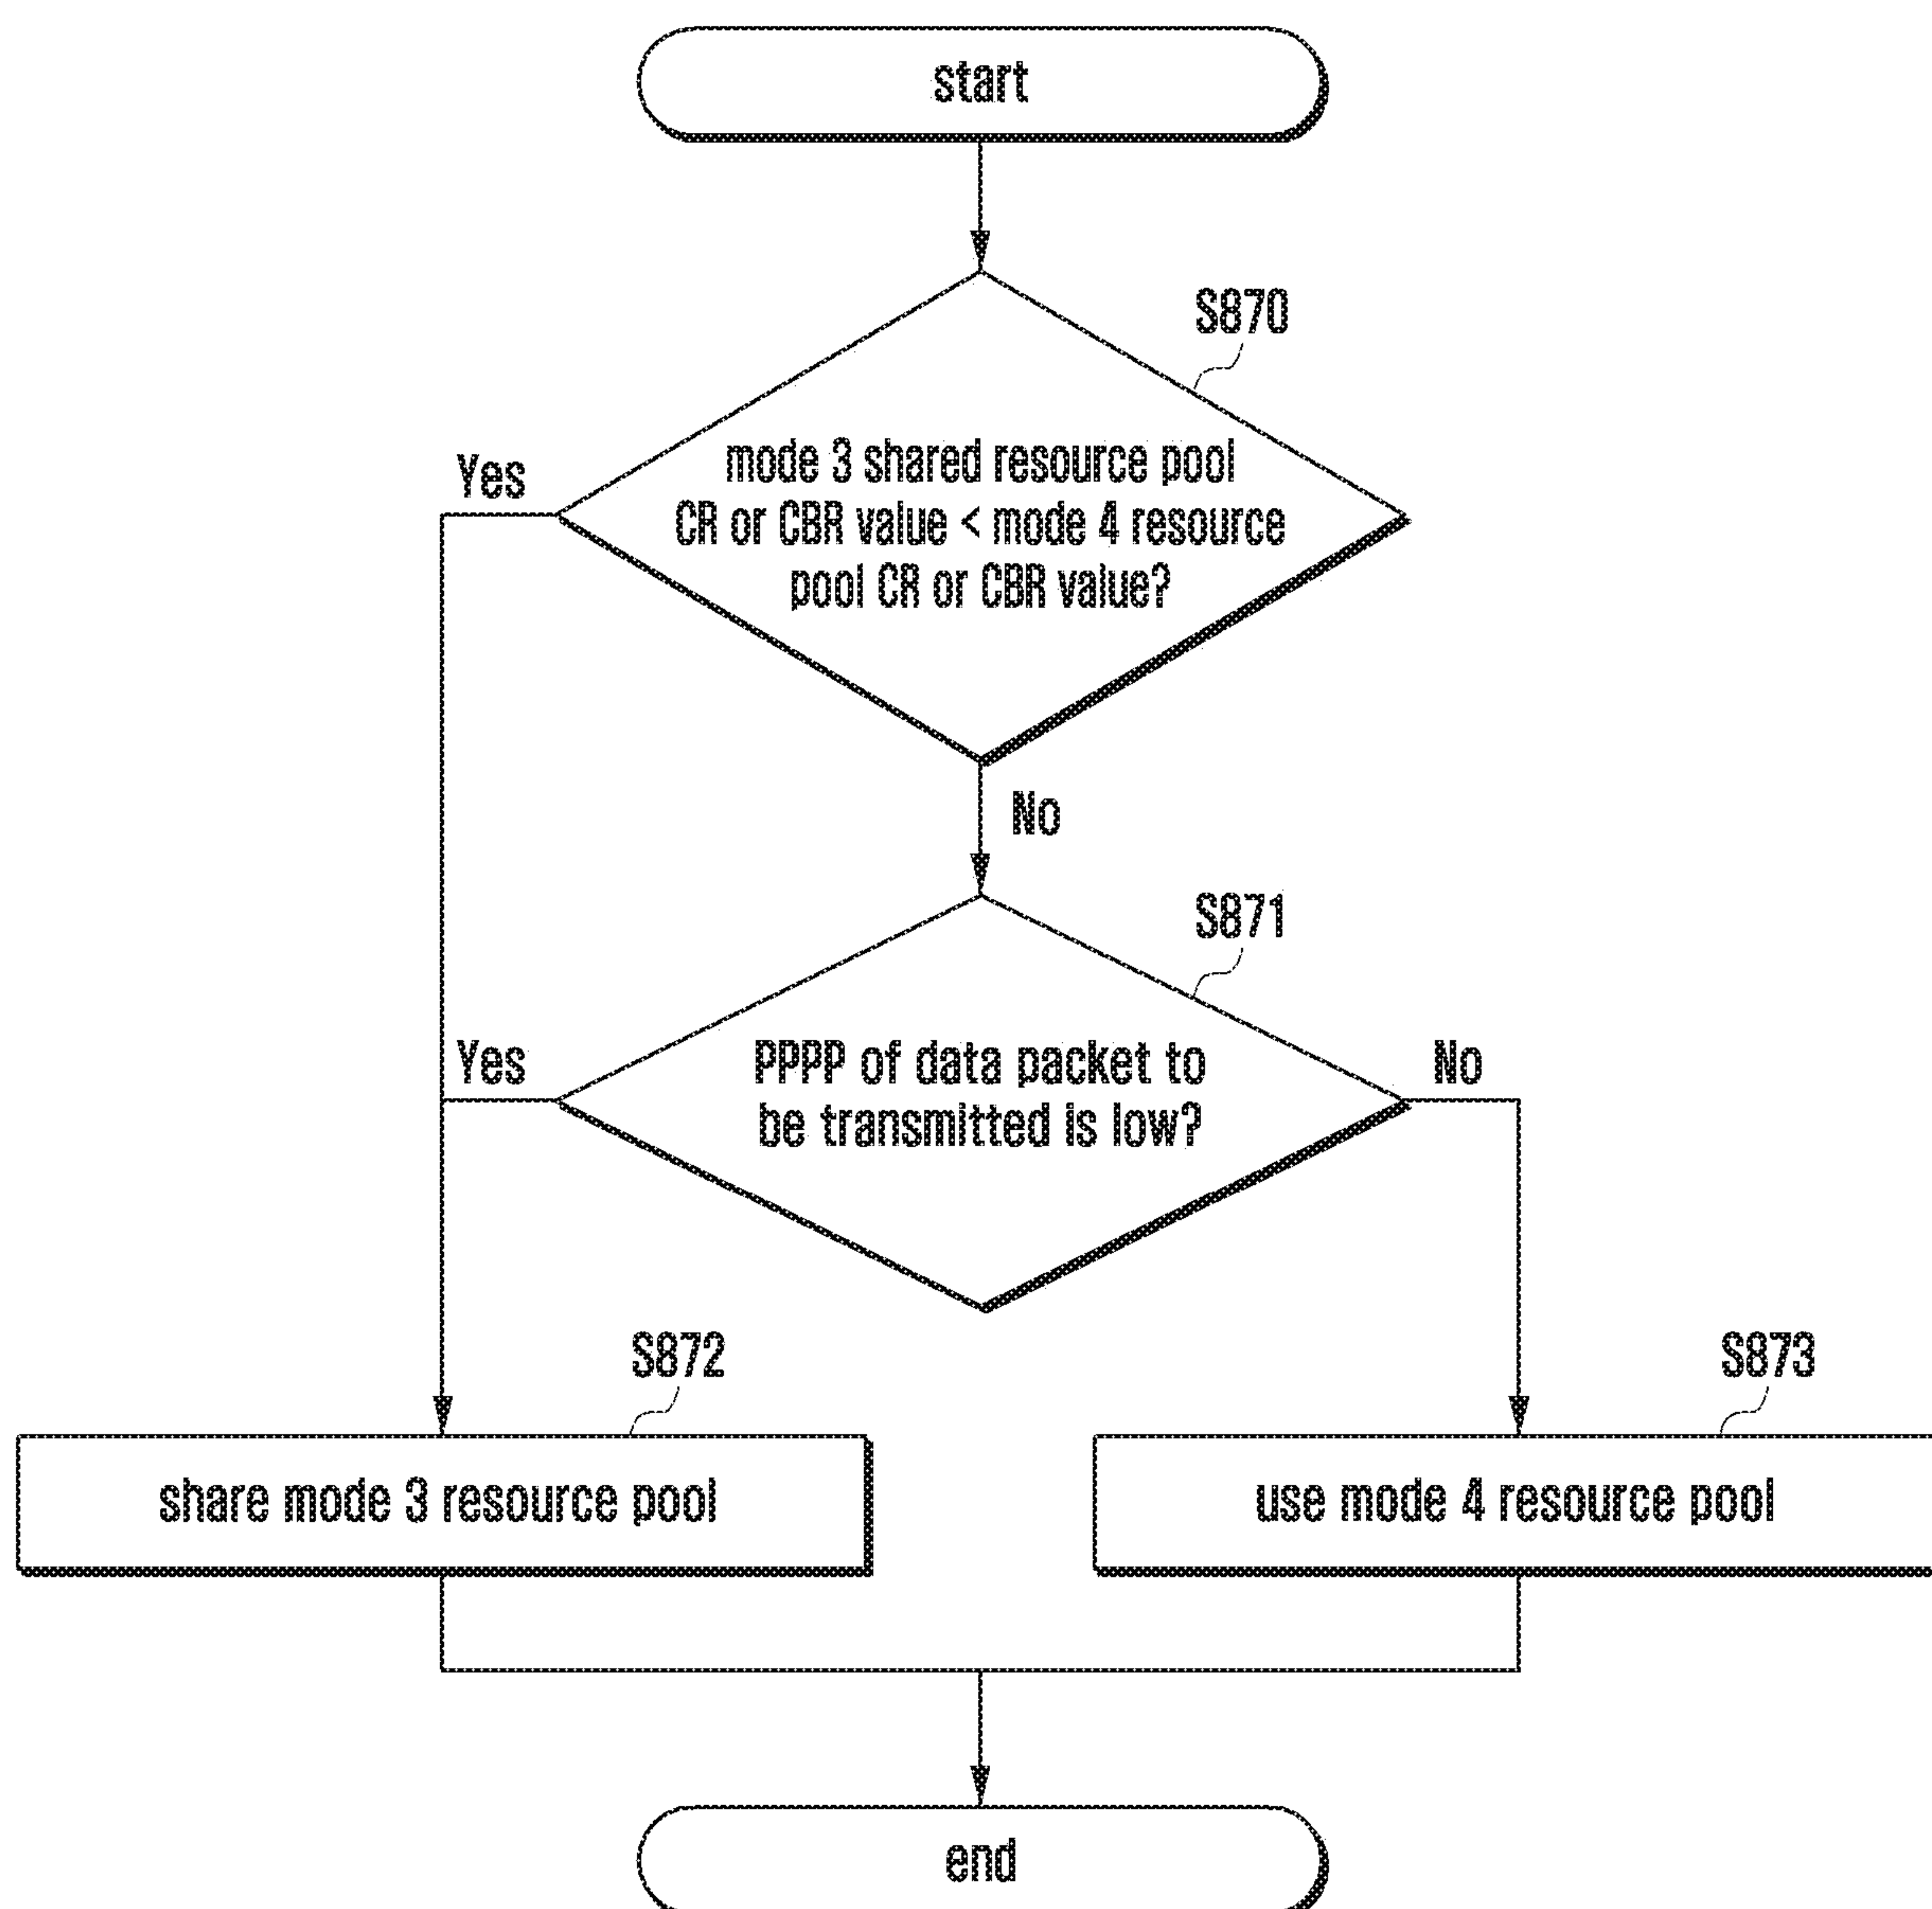 start
S870
mode 3 shared resource pool
CR or CBR value < mode 4 resource
pool CR or CBR value?
Yes
No
S871
PPPP of data packet to
be transmitted is low?
Yes
No
S872
share mode 3 resource pool
S873
use mode 4 resource pool
end